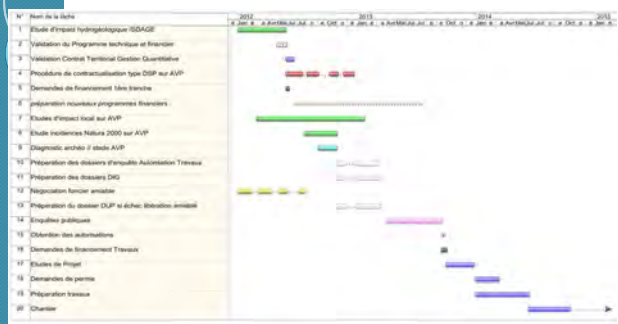 N° Nom de la tâche 2012 2013 2014 2015
1 Etude d'impact hydrogéologique ISDAGE
2 Validation du Programme technique et financier
3 Validation Contrat Territorial Gestion Quantitative
4 Procédure de contractualisation type DSP sur AVP
5 Demandes de financement 1ère tranche
6 préparation nouveaux programmes financiers
7 Etudes d'impact local sur AVP
8 Etude incidences Natura 2000 sur AVP
9 Diagnostic archéo // stade AVP
10 Préparation des dossiers d'enquête Autorisation Travaux
11 Préparation des dossiers DIG
12 Négociation foncier amiable
13 Préparation du dossier DUP si échec libération amiable
14 Enquêtes publiques
15 Obtention des autorisations
16 Demandes de financement Travaux
17 Etudes de Projet
18 Demandes de permis
19 Préparation travaux
20 Chantier